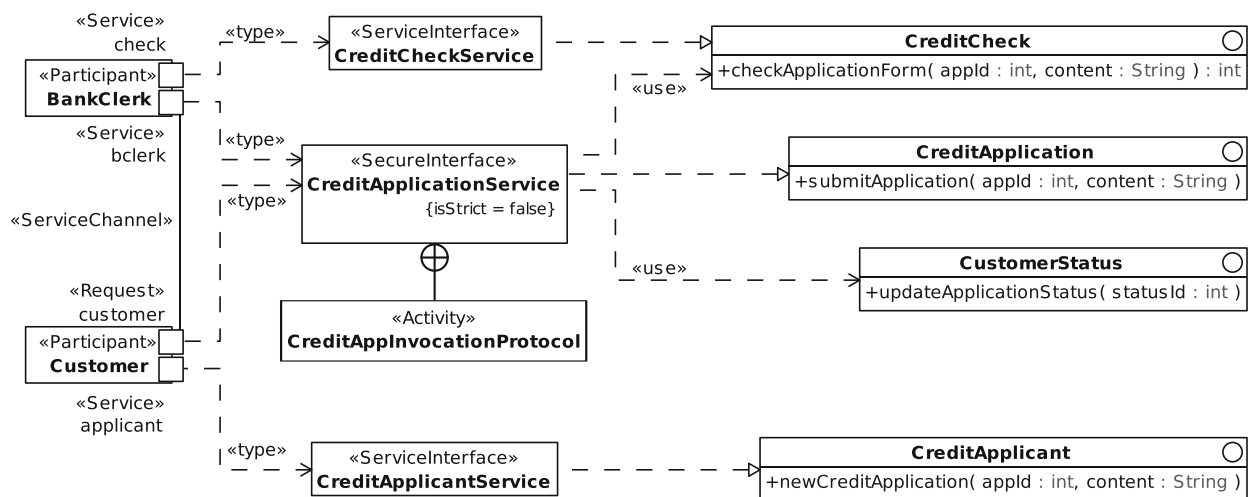 «Service»
check
«Participant»
BankClerk
«Service»
bclerk
«ServiceChannel»
«Request»
customer
«Participant»
Customer
«Service»
applicant
«type»
«type»
«type»
«type»
«ServiceInterface»
CreditCheckService
«SecureInterface»
CreditApplicationService
{isStrict = false}
«Activity»
CreditAppInvocationProtocol
«ServiceInterface»
CreditApplicantService
«use»
«use»
CreditCheck
+checkApplicationForm( appId : int, content : String ) : int
CreditApplication
+submitApplication( appId : int, content : String )
CustomerStatus
+updateApplicationStatus( statusId : int )
CreditApplicant
+newCreditApplication( appId : int, content : String )